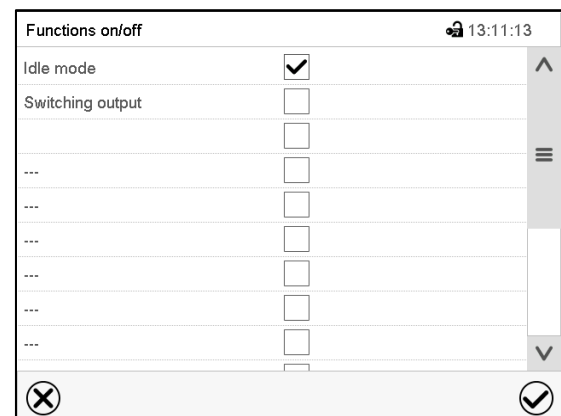 Functions on/off 13:11:13
Idle mode
Switching output
---
---
---
---
---
---